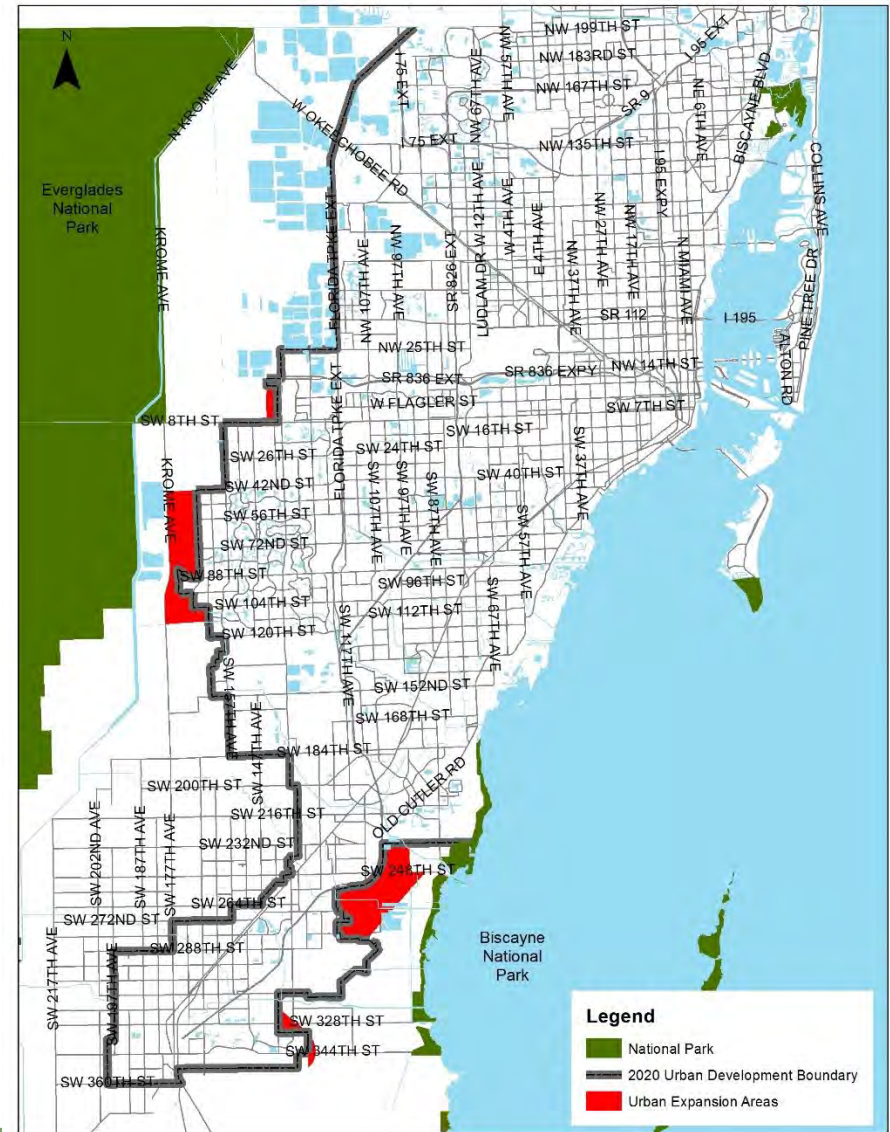 N
NW 199TH ST
NW 183RD RD ST
NW 167TH ST
I 95 EXT
SR 9
I 75 EXT
NW 67TH AVE
NW 57TH AVE
NE 6TH AVE
BISCAYNE BLVD
N KROME AVE
W OKEECHOBEE RD
I 75 EXT
NW 135TH ST
I 95 EXPY
COLLINS AVE
Everglades
National
Park
KROME AVE
FLORIDA TPKE EXT
NW 107TH AVE
NW 97TH AVE
SR 826 EXT
LUDLAM DR
W 12TH AVE
W 4TH AVE
E 4TH AVE
NW 37TH AVE
NW 27TH AVE
NW 17TH AVE
N MIAMI AVE
PINE TREE DR
ALTON RD
SR 112
I 195
NW 25TH ST
SR 836 EXT
SR 836 EXPY
NW 14TH ST
W FLAGLER ST
SW 7TH ST
SW 8TH ST
SW 16TH ST
SW 24TH ST
SW 26TH ST
KROME AVE
FLORIDA TPKE EXT
SW 107TH AVE
SW 97TH AVE
SW 87TH AVE
SW 37TH AVE
SW 40TH ST
SW 42ND ST
SW 56TH ST
SW 57TH AVE
SW 72ND ST
SW 88TH ST
SW 96TH ST
SW 67TH AVE
SW 104TH ST
SW 112TH ST
SW 117TH AVE
SW 120TH ST
SW 157TH AVE
SW 147TH AVE
SW 152ND ST
SW 168TH ST
SW 184TH ST
SW 200TH ST
OLD CUTLER RD
SW 202ND AVE
SW 187TH AVE
SW 177TH AVE
SW 216TH ST
SW 232ND ST
SW 248TH ST
SW 264TH ST
SW 272ND ST
SW 217TH AVE
SW 197TH AVE
SW 288TH ST
Biscayne
National
Park
SW 328TH ST
SW 344TH ST
SW 360TH ST
Legend
National Park
2020 Urban Development Boundary
Urban Expansion Areas